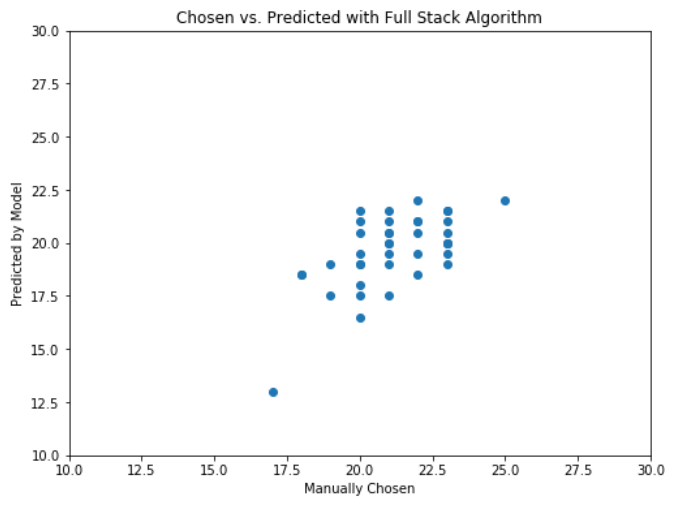 Chosen vs. Predicted with Full Stack Algorithm
30.0
27.5
25.0
22.5
20.0
17.5
15.0
12.5
10.0
Predicted by Model
10.0 12.5 15.0 17.5 20.0 22.5 25.0 27.5 30.0
Manually Chosen